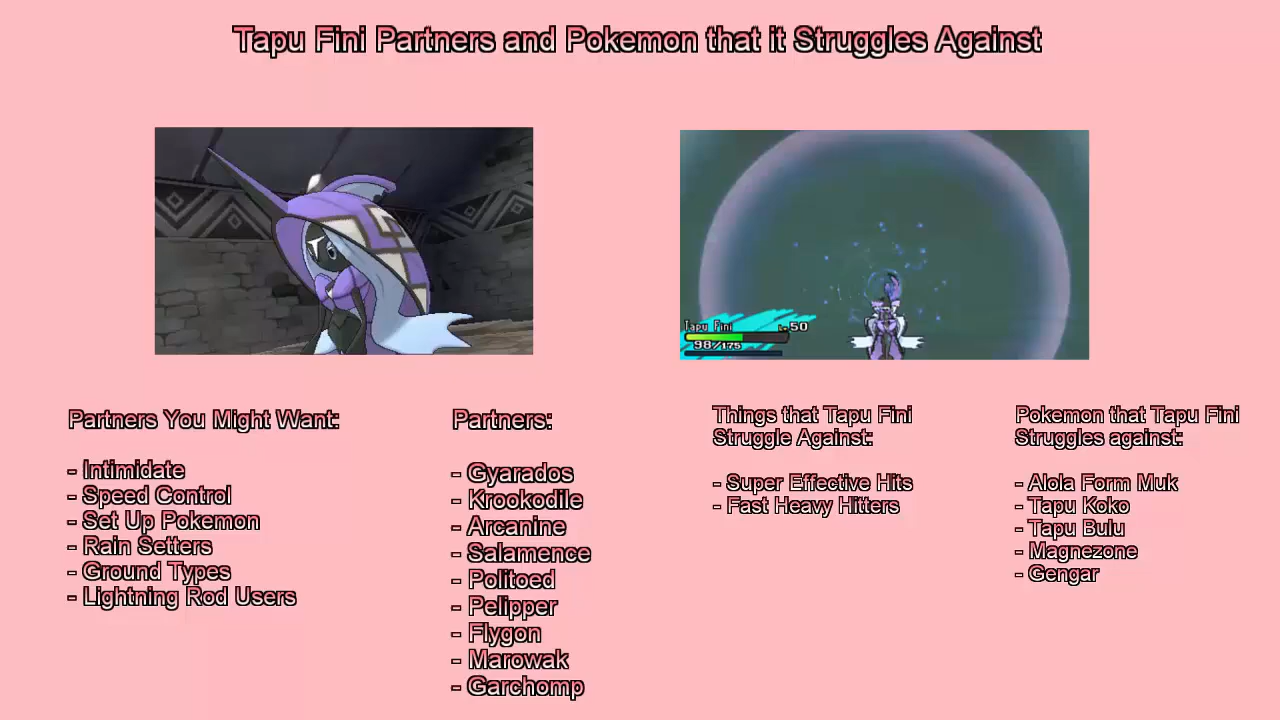 Tapu Fini Partners and Pokemon that it Struggles Against
Tapu Fini
Lv.50
98/175
Partners You Might Want:
- Intimidate
- Speed Control
- Set Up Pokemon
- Rain Setters
- Ground Types
- Lightning Rod Users
Partners:
- Gyarados
- Krookodile
- Arcanine
- Salamence
- Politoed
- Pelipper
- Flygon
- Marowak
- Garchomp
Things that Tapu Fini
Struggle Against:
- Super Effective Hits
- Fast Heavy Hitters
Pokemon that Tapu Fini
Struggles against:
- Alola Form Muk
- Tapu Koko
- Tapu Bulu
- Magnezone
- Gengar